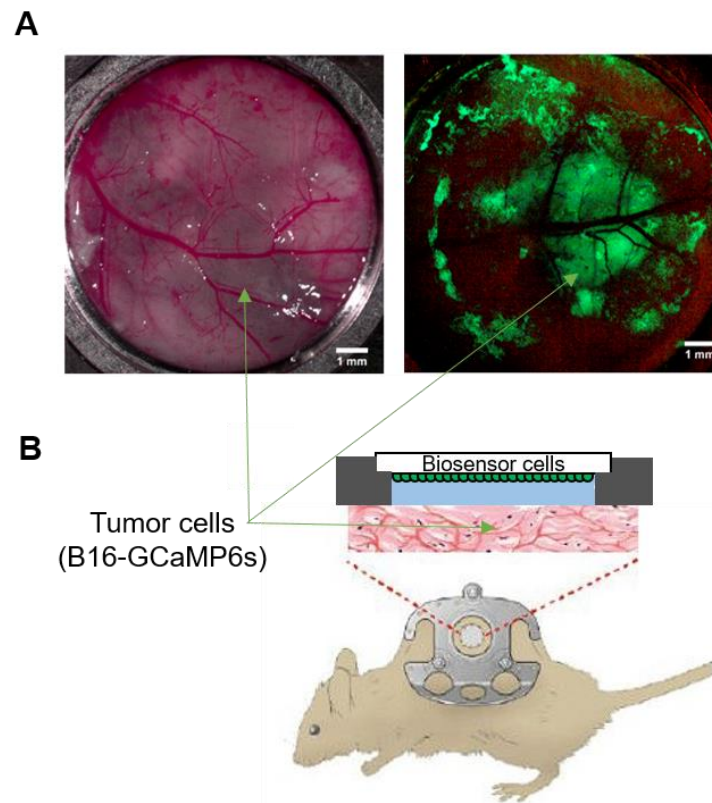 A
1 mm
1 mm
B
Biosensor cells
Tumor cells
(B16-GCaMP6s)